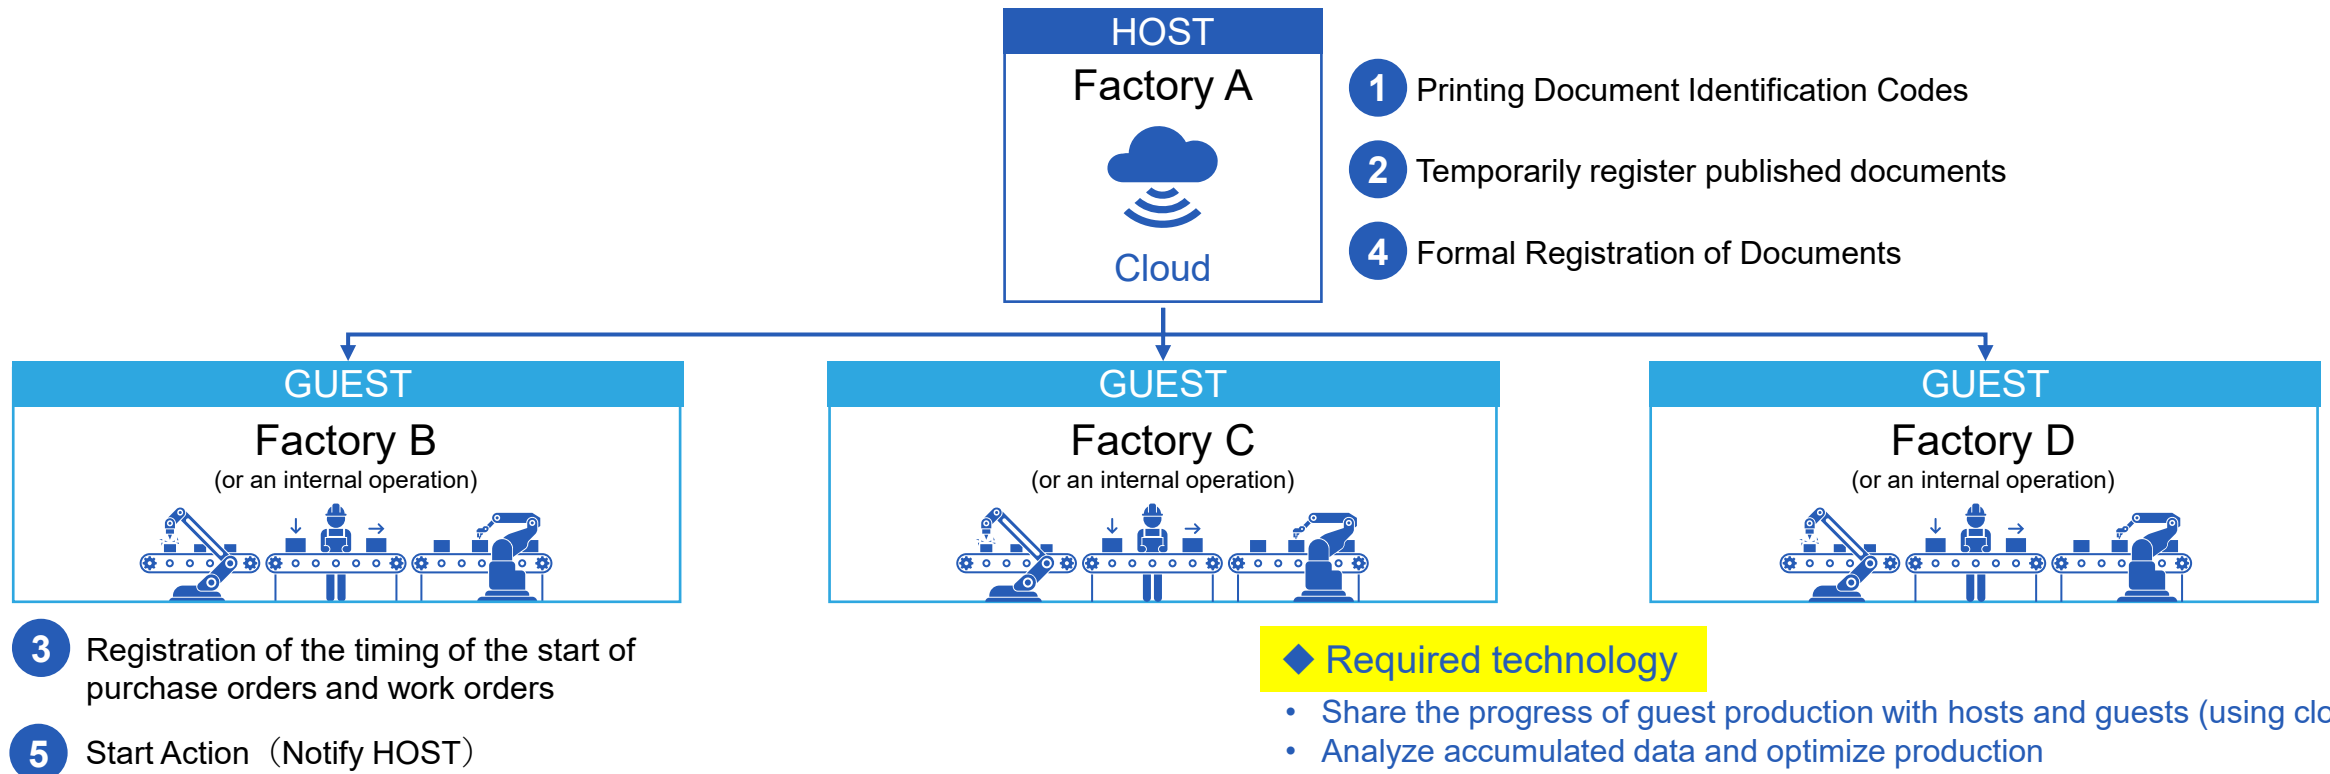 HOST
Factory A
Cloud
1 Printing Document Identification Codes
2 Temporarily register published documents
4 Formal Registration of Documents
GUEST
Factory B
(or an internal operation)
GUEST
Factory C
(or an internal operation)
GUEST
Factory D
(or an internal operation)
3 Registration of the timing of the start of
purchase orders and work orders
5 Start Action（Notify HOST）
◆ Required technology
• Share the progress of guest production with hosts and guests (using
• Analyze accumulated data and optimize production